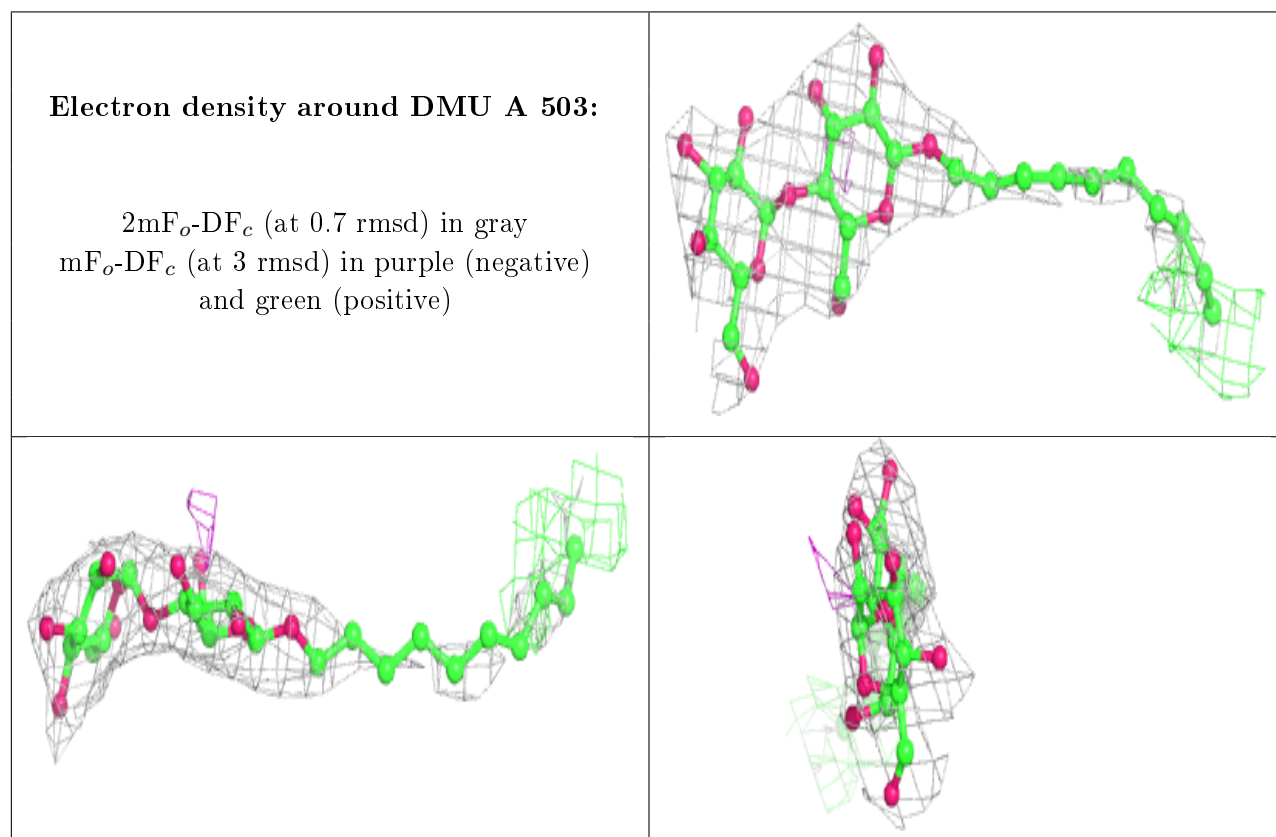 Electron density around DMU A 503:
2mFo-DFc (at 0.7 rmsd) in gray
mFo-DFc (at 3 rmsd) in purple (negative)
and green (positive)